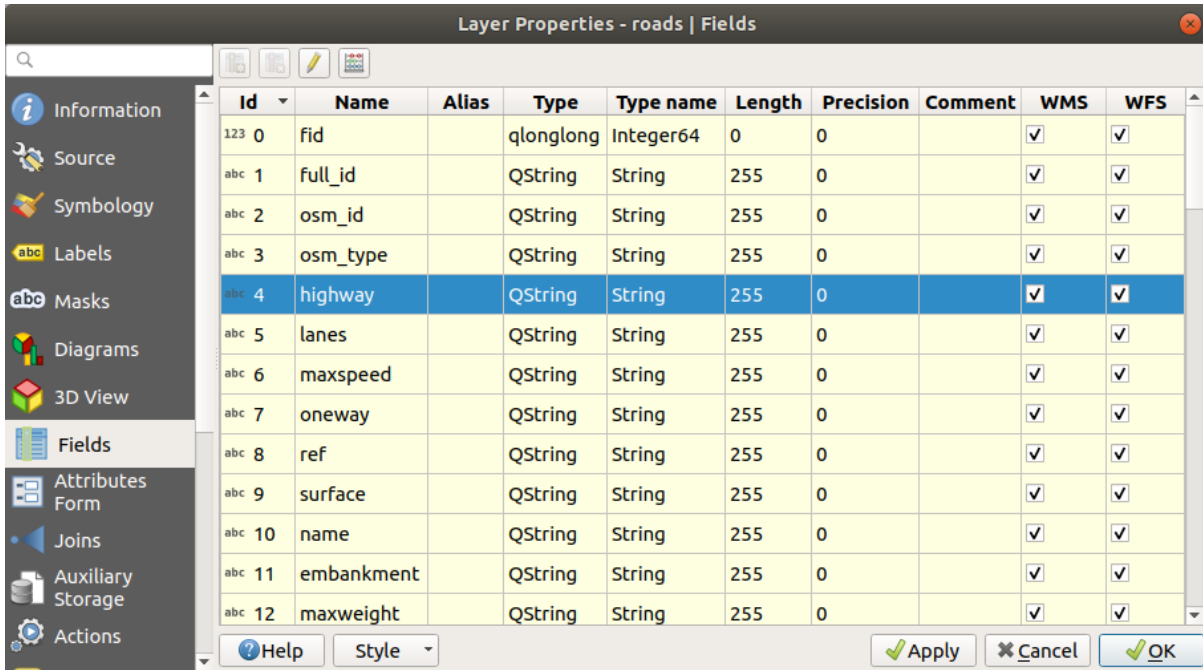 Layer Properties - roads | Fields
Information
Source
Symbology
abc Labels
abc Masks
Diagrams
3D View
Fields
Attributes
Form
Joins
Auxiliary
Storage
Actions
Id Name Alias Type Type name Length Precision Comment WMS WFS
123 0 fid qlonglong Integer64 0 0
abc 1 full_id QString String 255 0
abc 2 osm_id QString String 255 0
abc 3 osm_type QString String 255 0
abc 4 highway QString String 255 0
abc 5 lanes QString String 255 0
abc 6 maxspeed QString String 255 0
abc 7 oneway QString String 255 0
abc 8 ref QString String 255 0
abc 9 surface QString String 255 0
abc 10 name QString String 255 0
abc 11 embankment QString String 255 0
abc 12 maxweight QString String 255 0
Help Style Apply Cancel OK